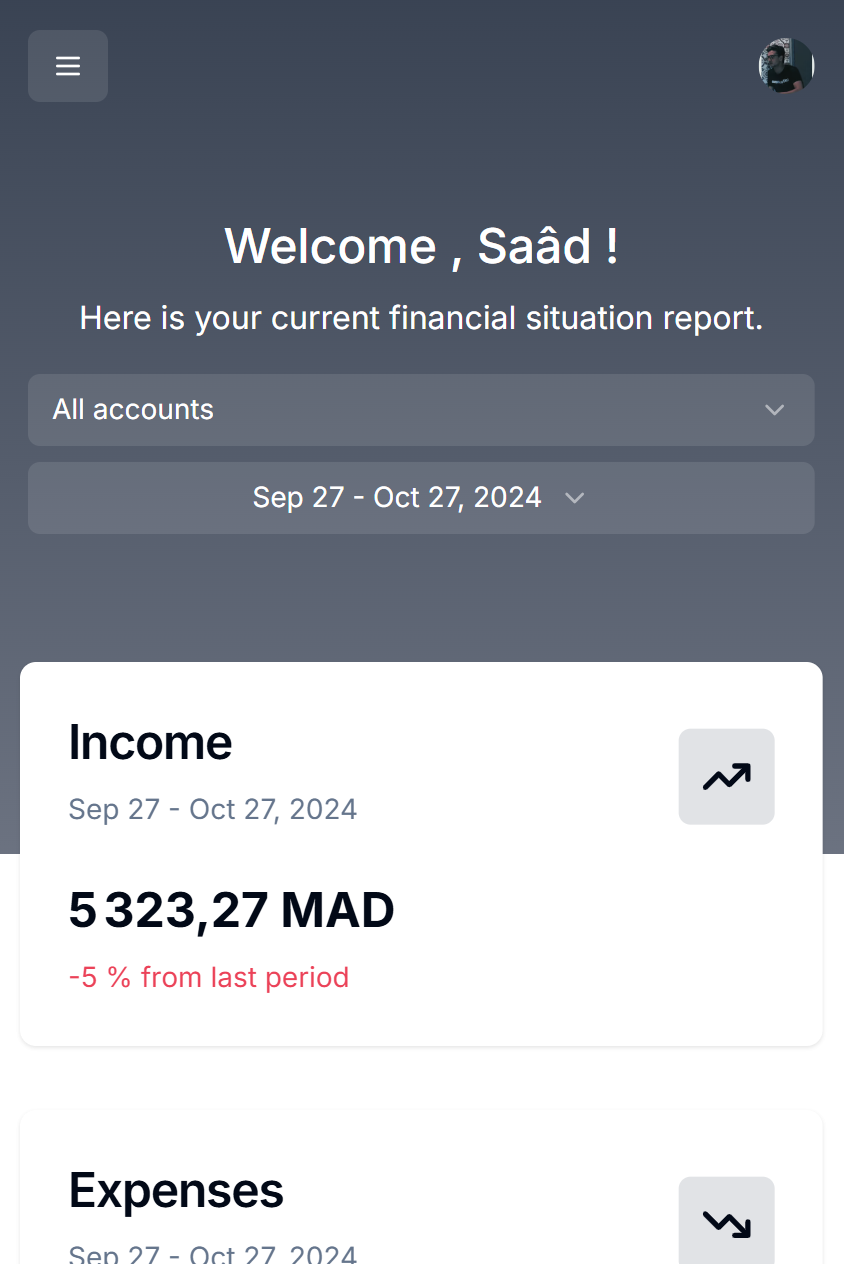 Welcome , Saâd !
Here is your current financial situation report.
All accounts
Sep 27 - Oct 27, 2024
Income
Sep 27 - Oct 27, 2024
5 323,27 MAD
-5 % from last period
Expenses
Sep 27 - Oct 27, 2024